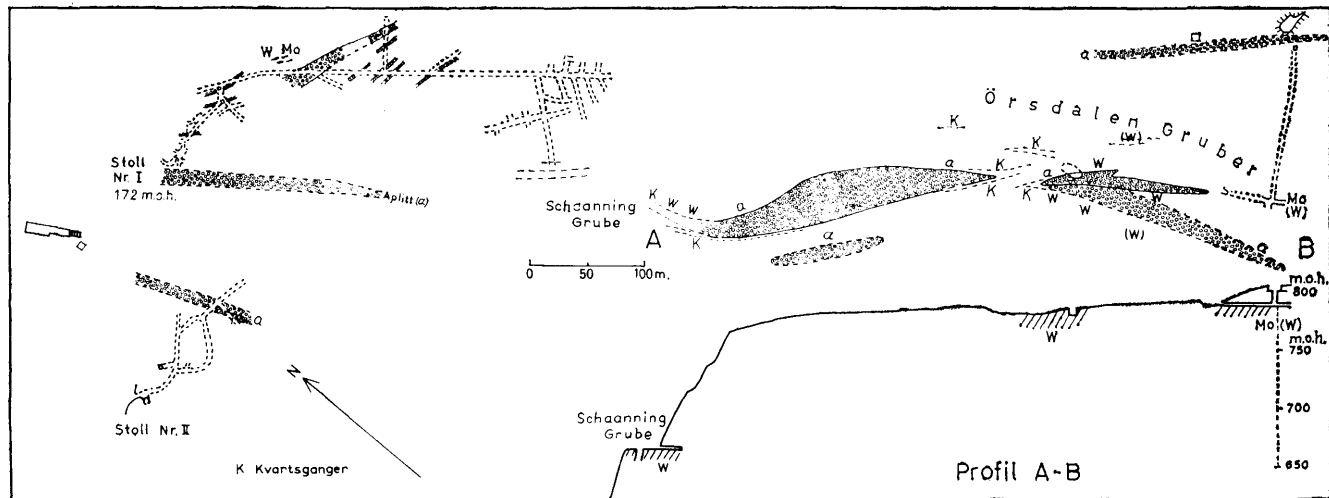 W Mo
Stoll
Nr. I
172 m.o.h.
Aplitt (a)
Schaanning
Grube
A
K W W
K
a
a
0 50 100 m.
a
Örsdalen Gruber
K
K
(W)
K
K
K
a
W
W
W
W
(W)
a
Mo
(W)
B
m.o.h.
800
Mo (W)
m.o.h.
750
700
650
W
Schaanning
Grube
W
Profil A-B
a
N
Stoll Nr. II
K Kvartsganger